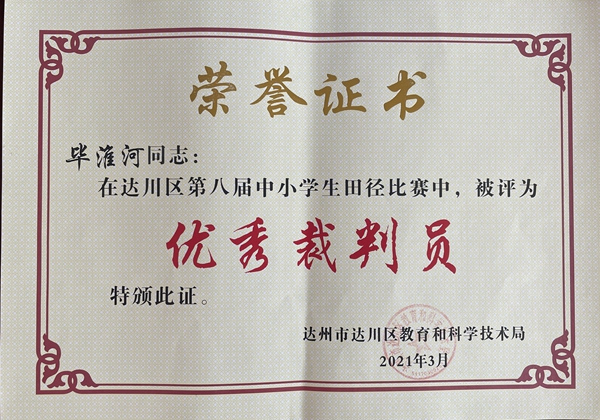 荣誉证书
毕淮河同志：
在达川区第八届中小学生田径比赛中，被评为
优秀裁判员
特颁此证。
达州市达川区教育和科学技术局
2021年3月